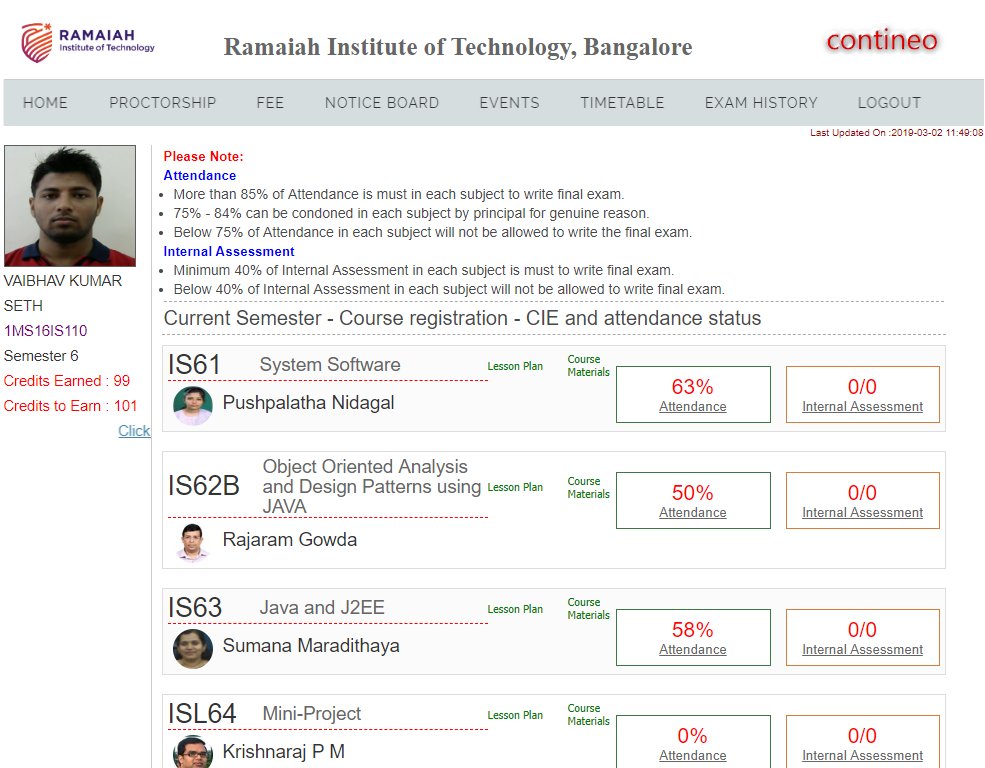 RAMAIAH
Institute of Technology
Ramaiah Institute of Technology, Bangalore
contineo
HOME PROCTORSHIP FEE NOTICE BOARD EVENTS TIMETABLE EXAM HISTORY LOGOUT
Last Updated On :2019-03-02 11:49:08
VAIBHAV KUMAR
SETH
1MS16IS110
Semester 6
Credits Earned : 99
Credits to Earn : 101
Click
Please Note:
Attendance
• More than 85% of Attendance is must in each subject to write final exam.
• 75% - 84% can be condoned in each subject by principal for genuine reason.
• Below 75% of Attendance in each subject will not be allowed to write the final exam.
Internal Assessment
• Minimum 40% of Internal Assessment in each subject is must to write final exam.
• Below 40% of Internal Assessment in each subject will not be allowed to write final exam.
Current Semester - Course registration - CIE and attendance status
IS61 System Software
Pushpalatha Nidagal
Lesson Plan
Course
Materials
63%
Attendance
0/0
Internal Assessment
IS62B
Object Oriented Analysis
and Design Patterns using
JAVA
Rajaram Gowda
Lesson Plan
Course
Materials
50%
Attendance
0/0
Internal Assessment
IS63 Java and J2EE
Sumana Maradithaya
Lesson Plan
Course
Materials
58%
Attendance
0/0
Internal Assessment
ISL64 Mini-Project
Krishnaraj P M
Lesson Plan
Course
Materials
0%
Attendance
0/0
Internal Assessment